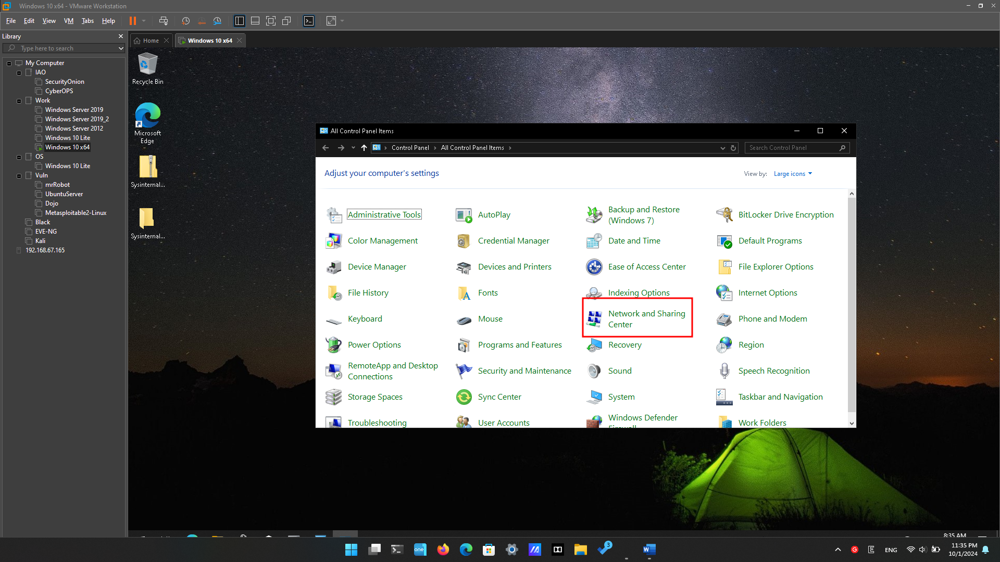 Windows 10 x64 - VMware Workstation
File Edit View VM Tabs Help
Library
Type here to search
My Computer
IAO
SecurityOnion
CyberOPS
Work
Windows Server 2019
Windows Server 2019_2
Windows Server 2012
Windows 10 Lite
Windows 10 x64
OS
Windows 10 Lite
Vuln
mrRobot
UbuntuServer
Dojo
Metasploitable2-Linux
Black
EVE-NG
Kali
192.168.67.165
Home
Windows 10 x64
Recycle Bin
Microsoft
Edge
Sysinternal...
Sysinternal...
All Control Panel Items
Control Panel > All Control Panel Items >
Search Control Panel
Adjust your computer's settings
View by: Large icons
Administrative Tools
AutoPlay
Backup and Restore
(Windows 7)
BitLocker Drive Encryption
Color Management
Credential Manager
Date and Time
Default Programs
Device Manager
Devices and Printers
Ease of Access Center
File Explorer Options
File History
Fonts
Indexing Options
Internet Options
Keyboard
Mouse
Network and Sharing
Center
Phone and Modem
Power Options
Programs and Features
Recovery
Region
RemoteApp and Desktop
Connections
Security and Maintenance
Sound
Speech Recognition
Storage Spaces
Sync Center
System
Taskbar and Navigation
Troubleshooting
User Accounts
Windows Defender
Firewall
Work Folders
8:35 AM
one
3
ENG
11:35 PM
10/1/2024